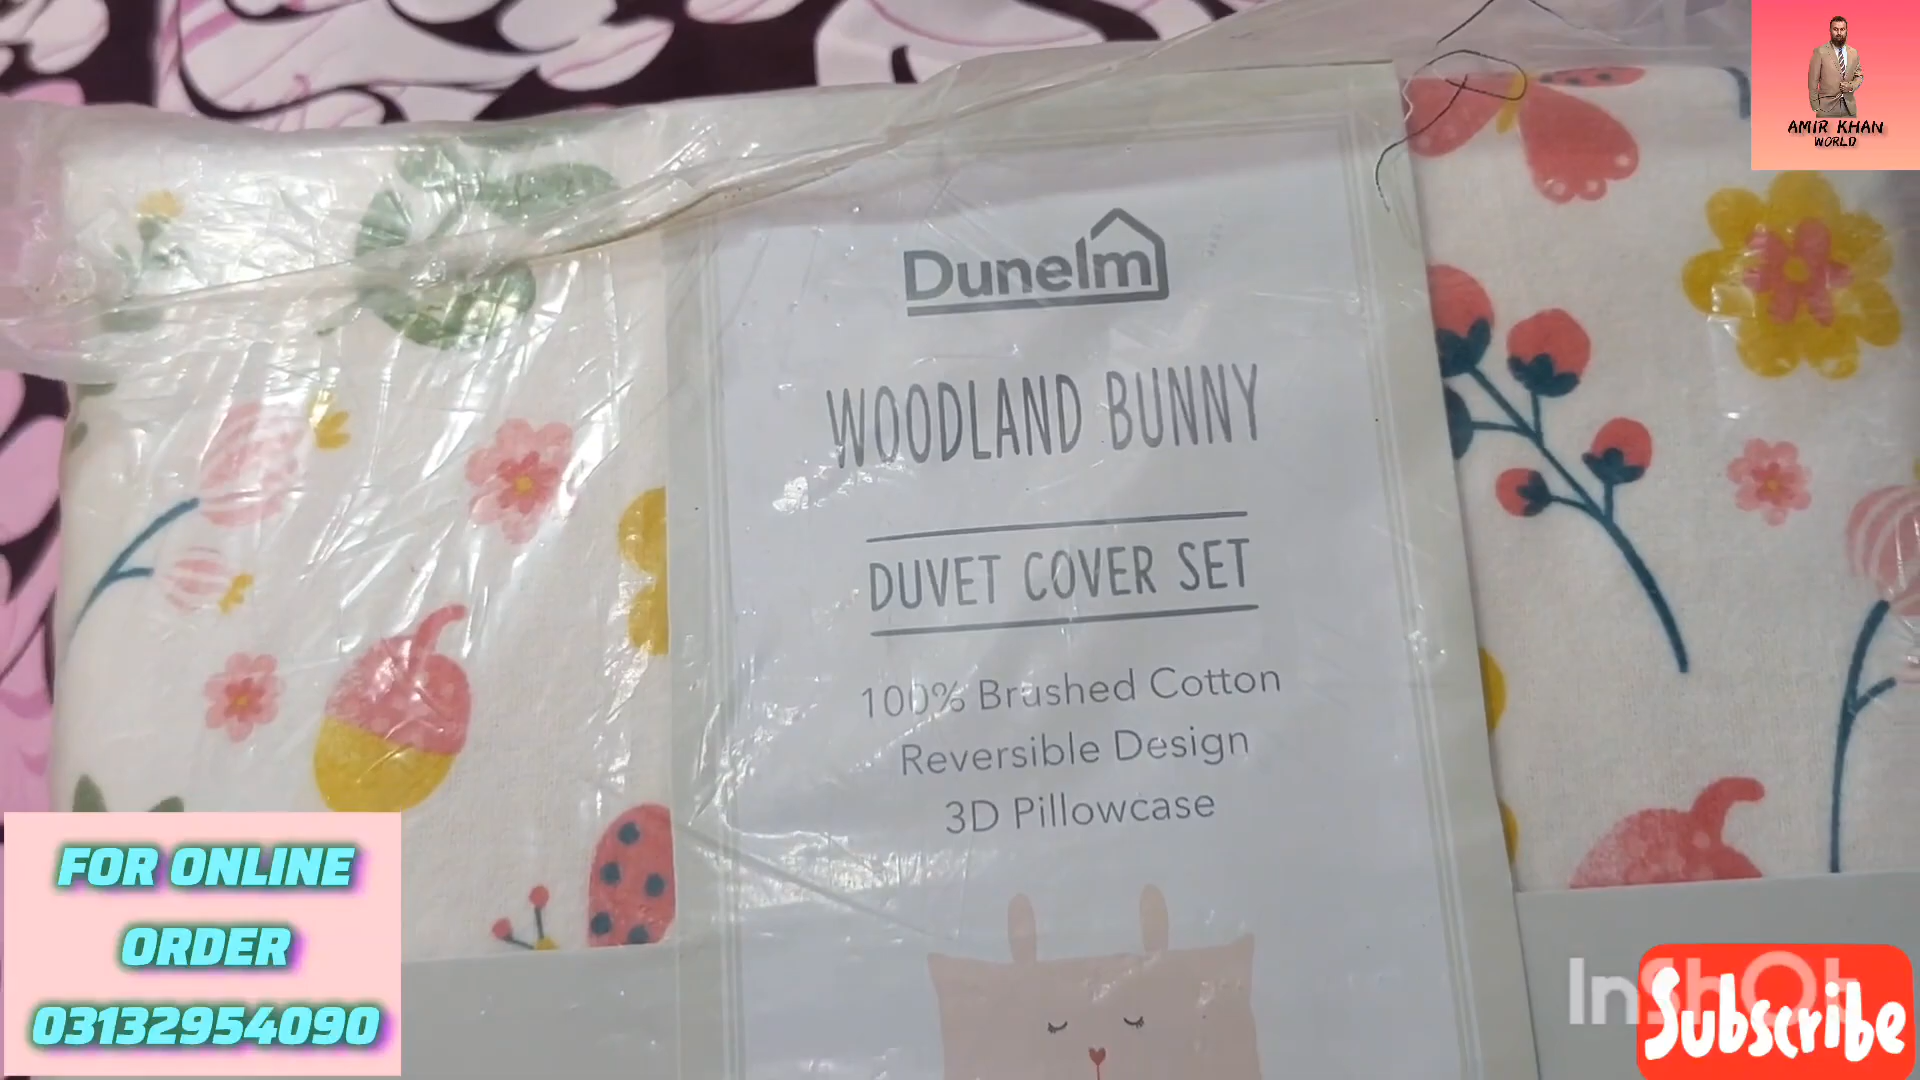 AMIR KHAN
WORLD
Dunelm
WOODLAND BUNNY
DUVET COVER SET
100% Brushed Cotton
Reversible Design
3D Pillowcase
FOR ONLINE
ORDER
03132954090
InShOt
Subscribe